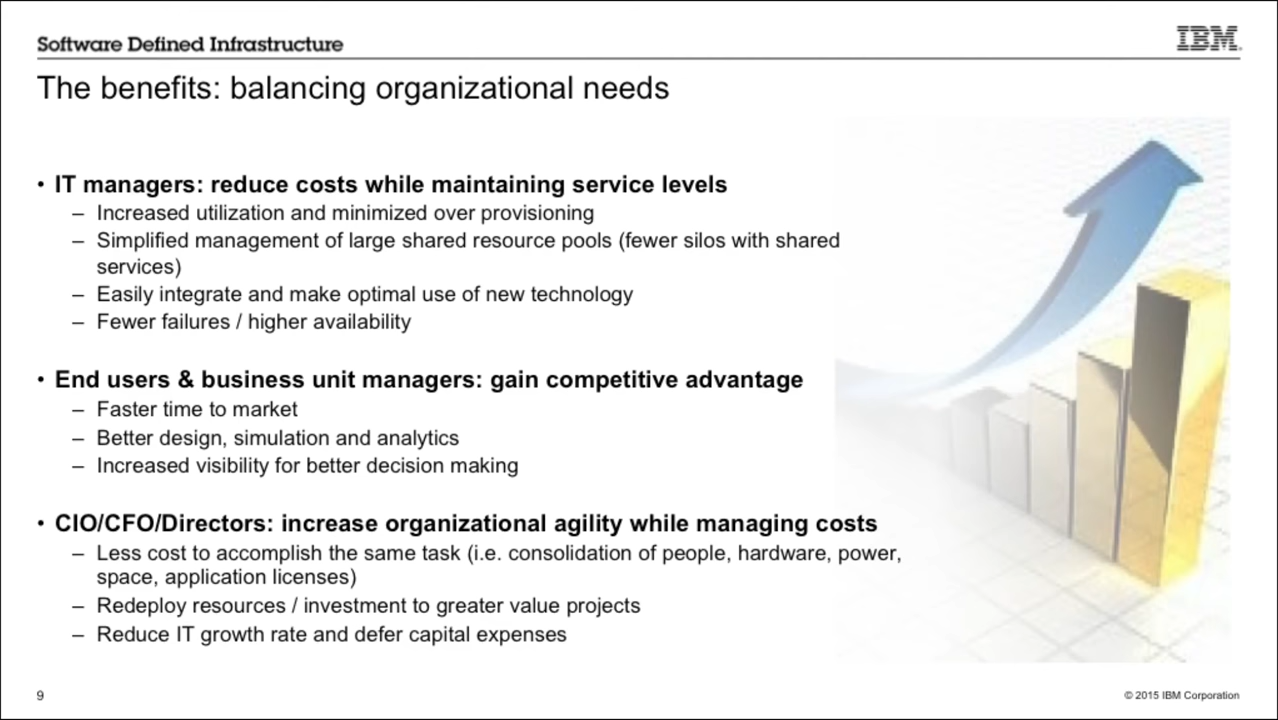 Software Defined Infrastructure
IBM.
The benefits: balancing organizational needs
• IT managers: reduce costs while maintaining service levels
– Increased utilization and minimized over provisioning
– Simplified management of large shared resource pools (fewer silos with shared
services)
– Easily integrate and make optimal use of new technology
– Fewer failures / higher availability
• End users & business unit managers: gain competitive advantage
– Faster time to market
– Better design, simulation and analytics
– Increased visibility for better decision making
• CIO/CFO/Directors: increase organizational agility while managing costs
– Less cost to accomplish the same task (i.e. consolidation of people, hardware, power,
space, application licenses)
– Redeploy resources / investment to greater value projects
– Reduce IT growth rate and defer capital expenses
9
© 2015 IBM Corporation